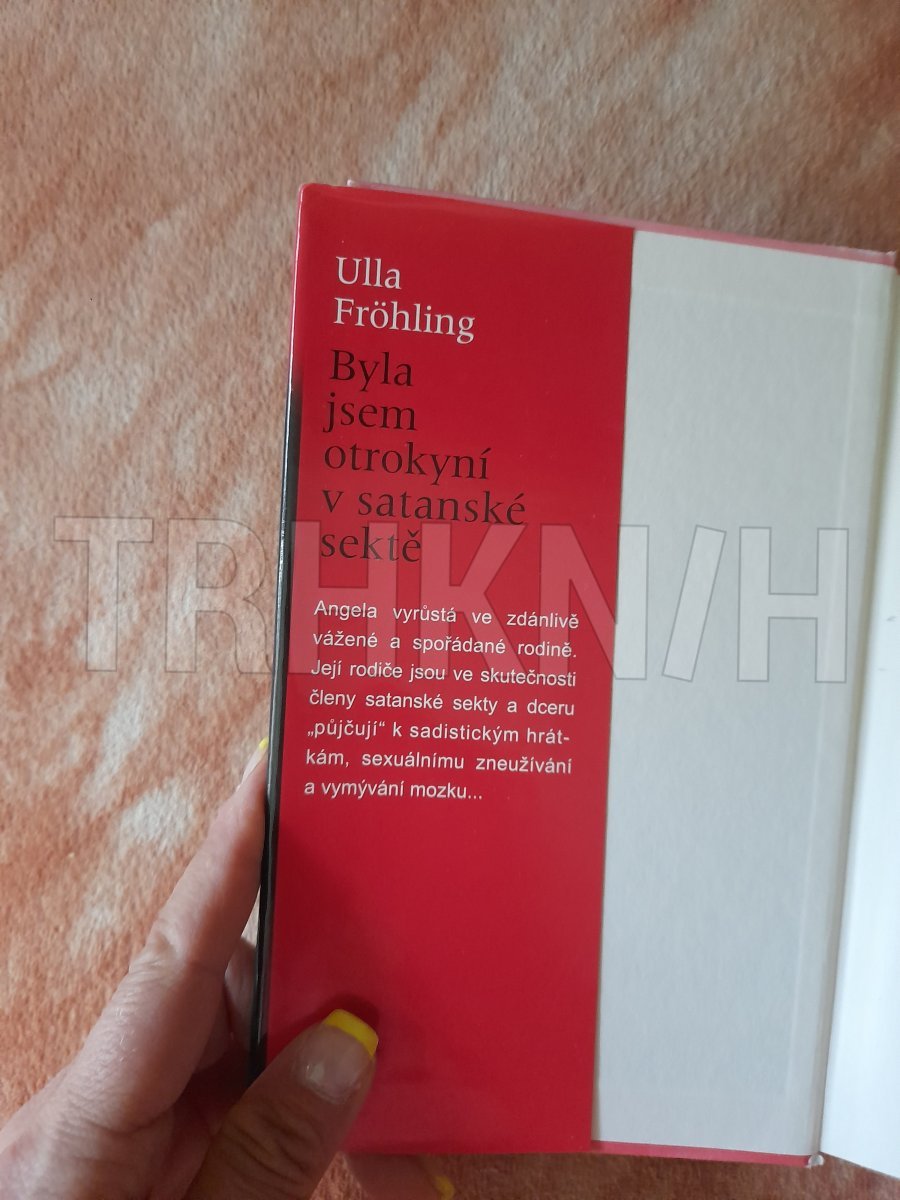 Ulla
Fröhling
Byla
jsem
otrokyní
v satanské
sektě
Angela vyrůstá ve zdánlivě
vážené a spořádané rodině.
Její rodiče jsou ve skutečnosti
členy satanské sekty a dceru
„půjčují“ k sadistickým hrát-
kám, sexuálnímu zneužívání
a vymývání mozku...
TRHKN/H